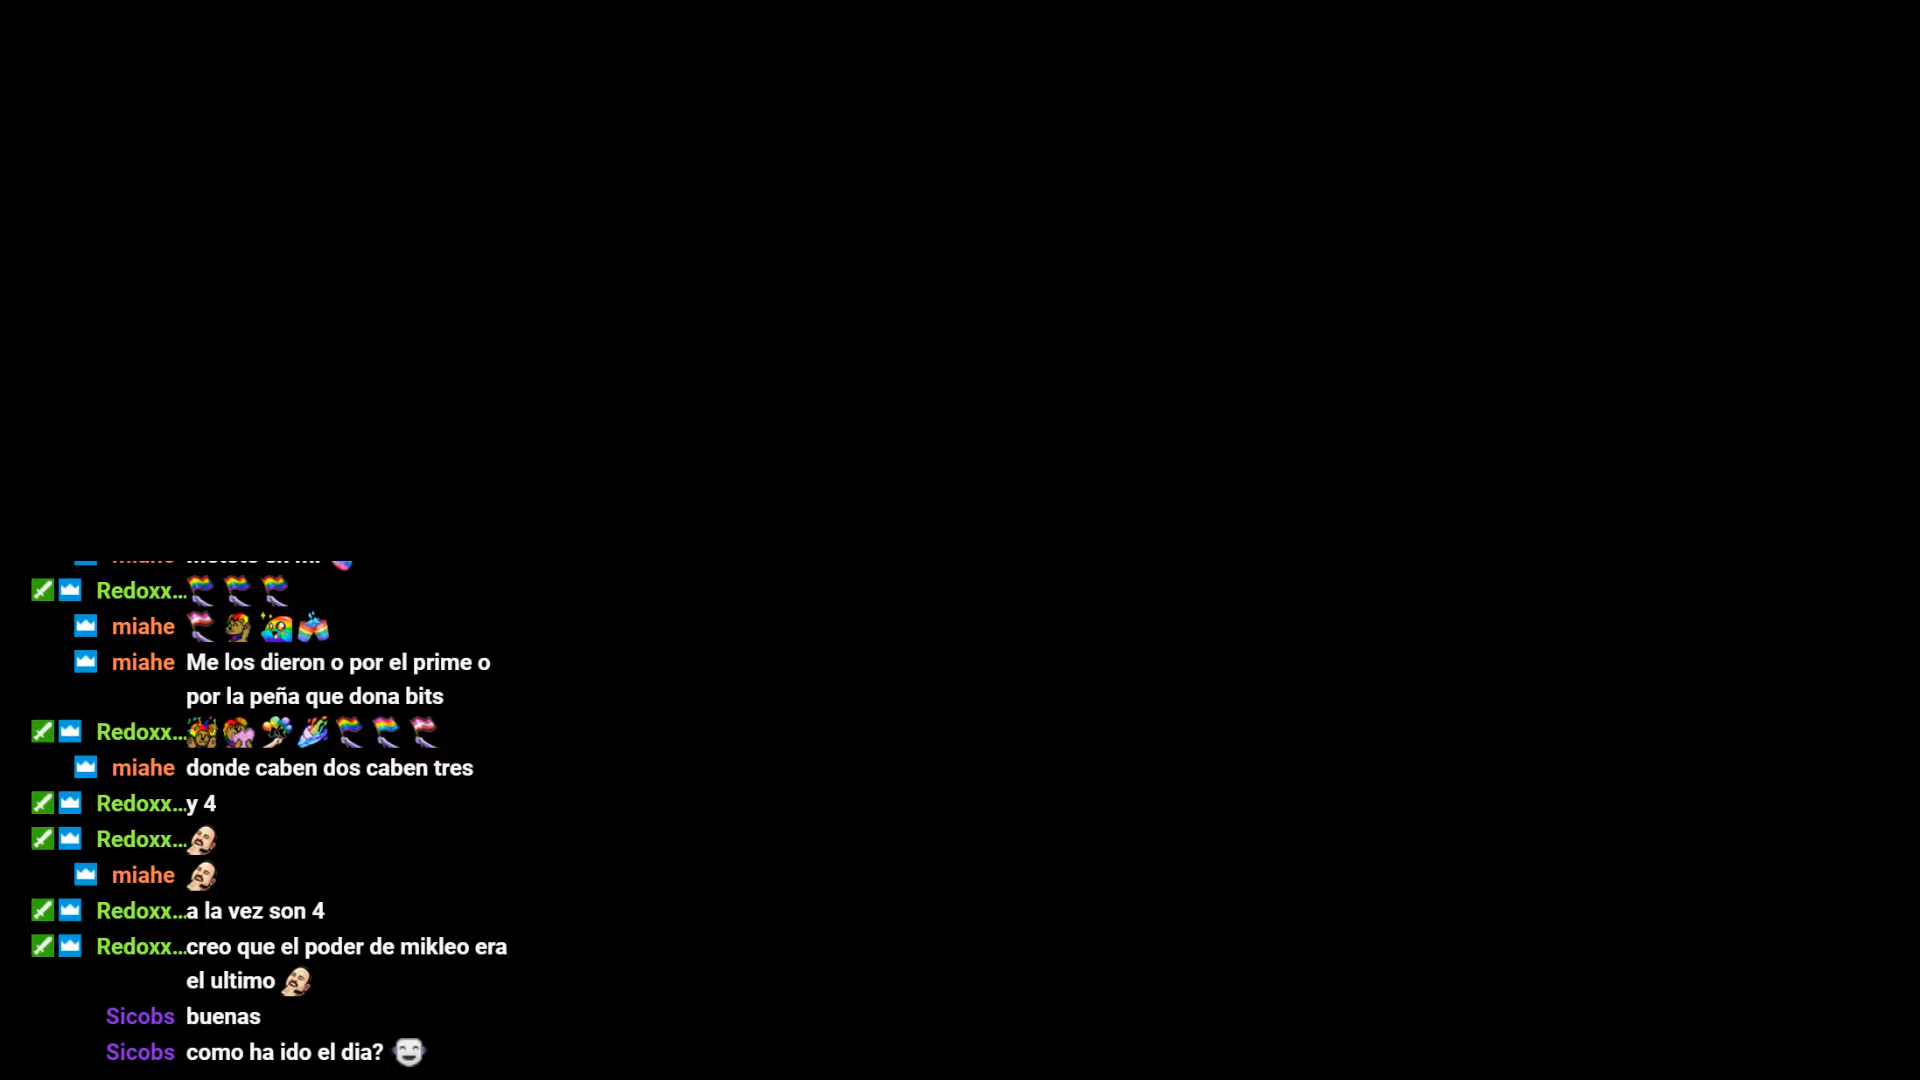 Redoxx...
miahe
miahe Me los dieron o por el prime o
por la peña que dona bits
Redoxx...
miahe donde caben dos caben tres
Redoxx...y 4
Redoxx...
miahe
Redoxx...a la vez son 4
Redoxx...creo que el poder de mikleo era
el ultimo
Sicobs buenas
Sicobs como ha ido el dia?